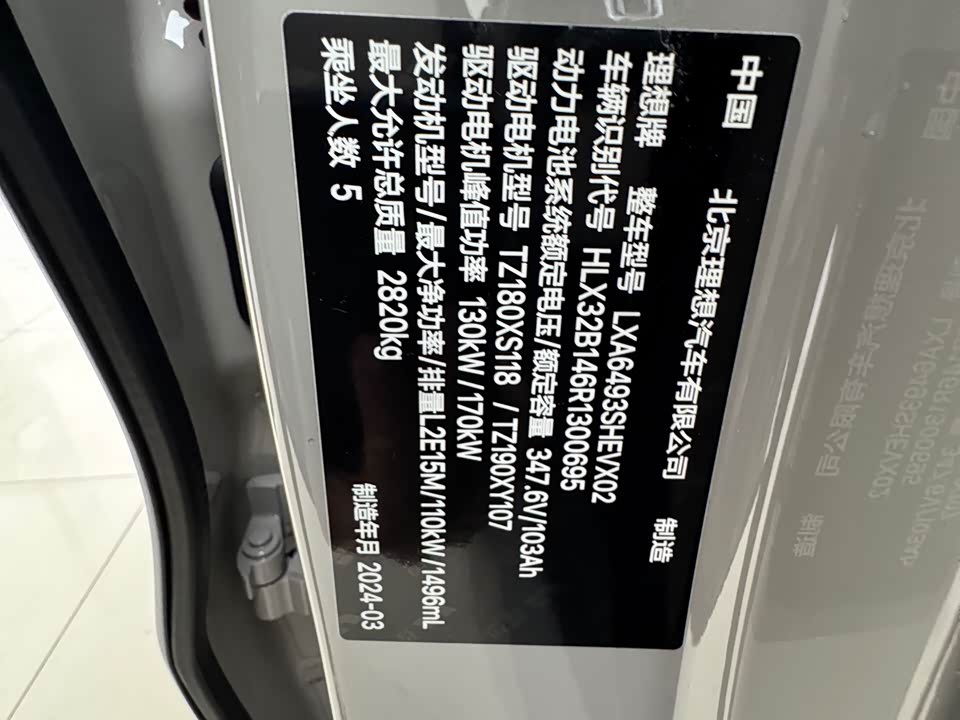 中国 北京理想汽车有限公司 制造
理想牌 整车型号 LXA6493SHEVX02
车辆识别代号 HLX32B146R1300695
动力电池系统额定电压/额定容量 347.6V/103Ah
驱动电机型号 TZ180XS118 /TZ190XY107
驱动电机峰值功率 130kW/170kW
发动机型号/最大净功率/排量L2E15M/110kW/1496mL
最大允许总质量 2820kg
乘坐人数 5 制造年月 2024-03